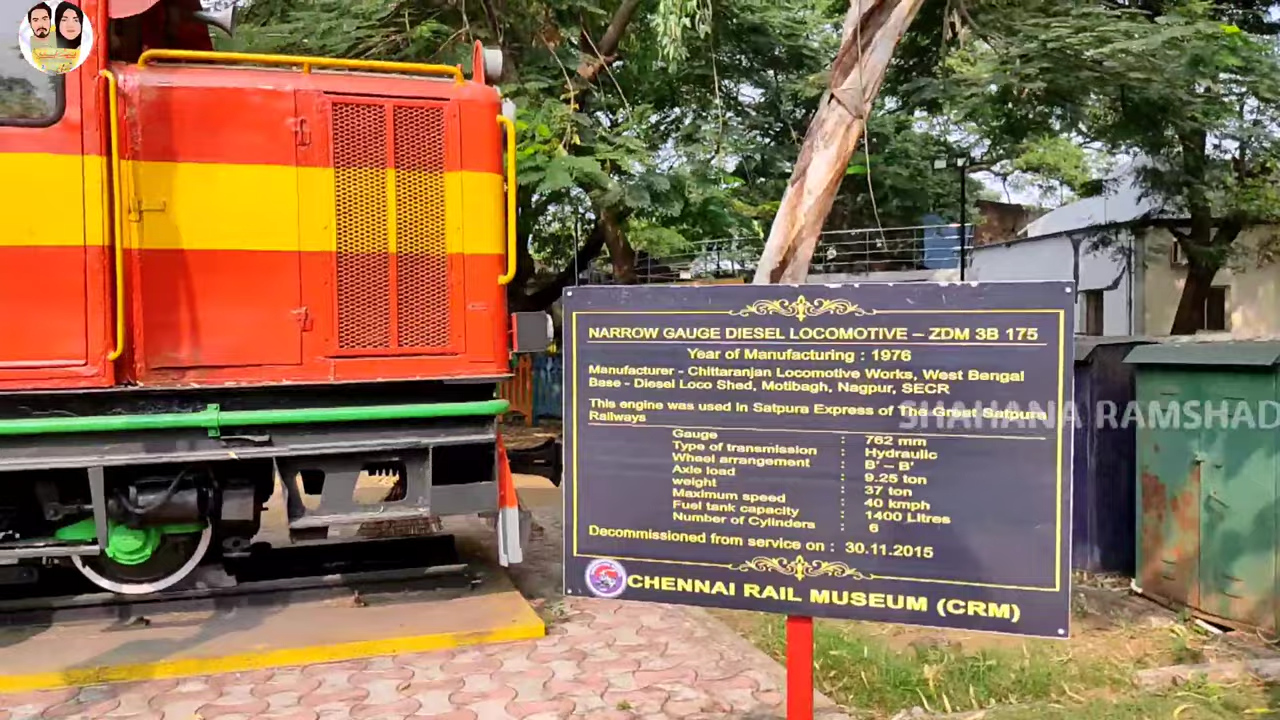 NARROW GAUGE DIESEL LOCOMOTIVE – ZDM 3B 175
Year of Manufacturing : 1976
Manufacturer - Chittaranjan Locomotive Works, West Bengal
Base - Diesel Loco Shed, Motibagh, Nagpur, SECR
This engine was used in Satpura Express of The Great Satpura
Railways
Gauge : 762 mm
Type of transmission : Hydraulic
Wheel arrangement : B' – B'
Axle load : 9.25 ton
weight : 37 ton
Maximum speed : 40 kmph
Fuel tank capacity : 1400 Litres
Number of Cylinders : 6
Decommissioned from service on : 30.11.2015
CHENNAI RAIL MUSEUM (CRM)
SHAHANA RAMSHAD